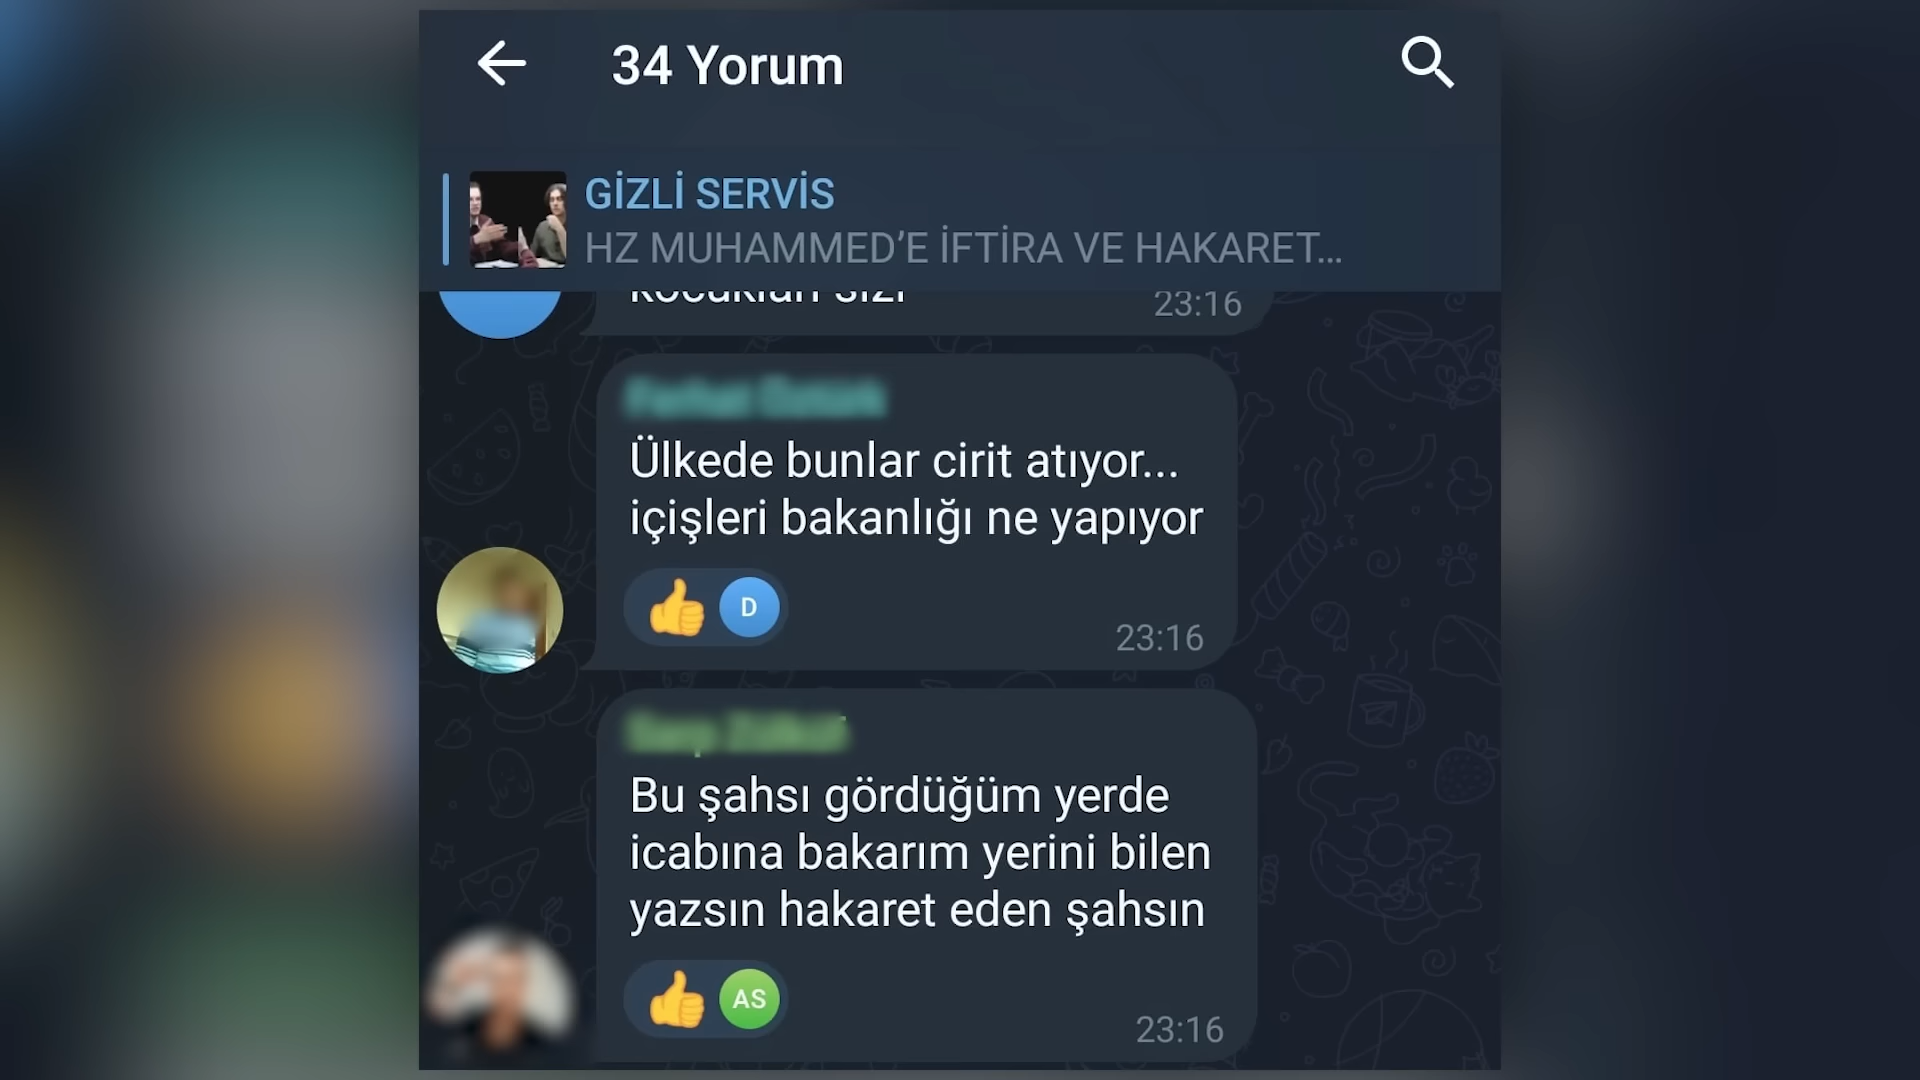 34 Yorum
GİZLİ SERVİS
HZ MUHAMMED'E İFTİRA VE HAKARET...
23:16
Ülkede bunlar cirit atıyor...
içişleri bakanlığı ne yapıyor
D
23:16
Bu şahsı gördüğüm yerde
icabına bakarım yerini bilen
yazsın hakaret eden şahsın
AS
23:16